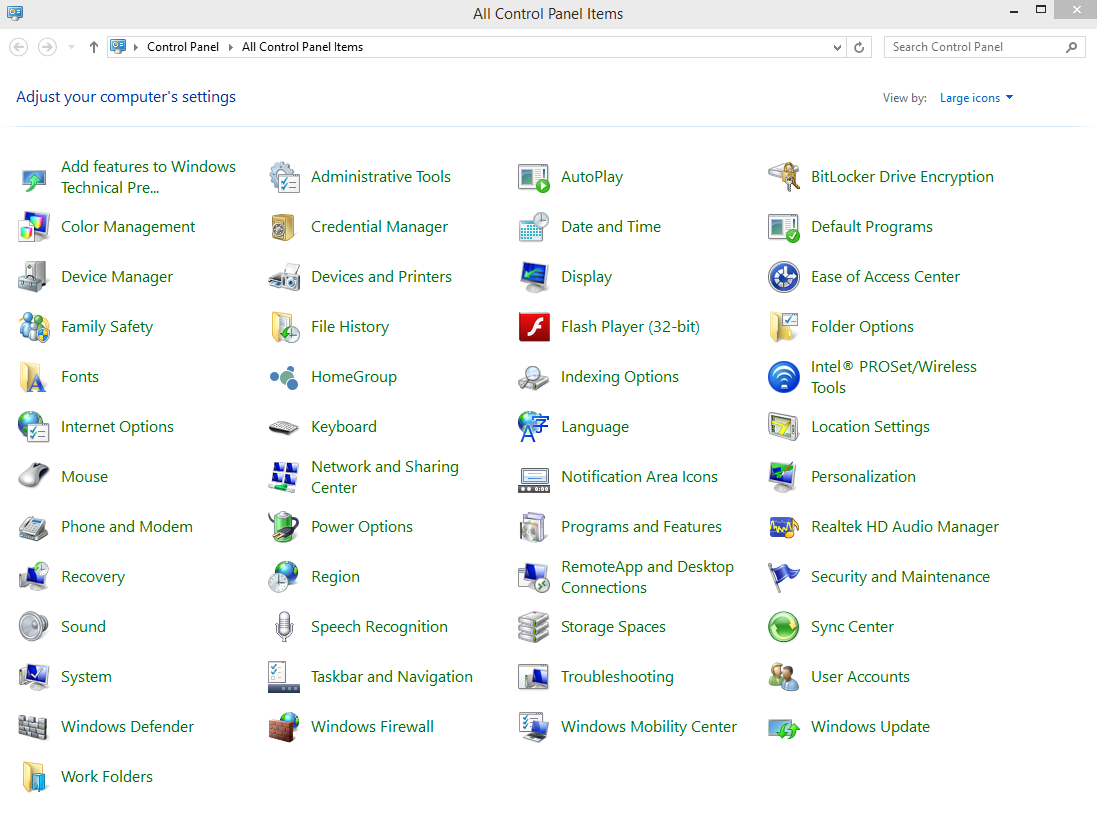 All Control Panel Items
Control Panel All Control Panel Items
Search Control Panel
Adjust your computer's settings
View by: Large icons
Add features to Windows
Technical Pre...
Administrative Tools
AutoPlay
BitLocker Drive Encryption
Color Management
Credential Manager
Date and Time
Default Programs
Device Manager
Devices and Printers
Display
Ease of Access Center
Family Safety
File History
Flash Player (32-bit)
Folder Options
Fonts
HomeGroup
Indexing Options
Intel® PROSet/Wireless
Tools
Internet Options
Keyboard
Language
Location Settings
Mouse
Network and Sharing
Center
Notification Area Icons
Personalization
Phone and Modem
Power Options
Programs and Features
Realtek HD Audio Manager
Recovery
Region
RemoteApp and Desktop
Connections
Security and Maintenance
Sound
Speech Recognition
Storage Spaces
Sync Center
System
Taskbar and Navigation
Troubleshooting
User Accounts
Windows Defender
Windows Firewall
Windows Mobility Center
Windows Update
Work Folders